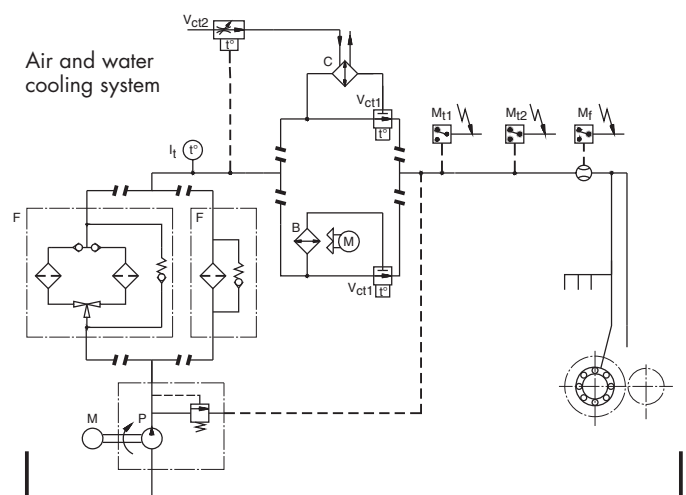 Vct2
t°
Air and water
cooling system
C
Vct1
t°
Mt1
Mt2
Mf
It
t°
F
F
B
M
Vct1
t°
M
P